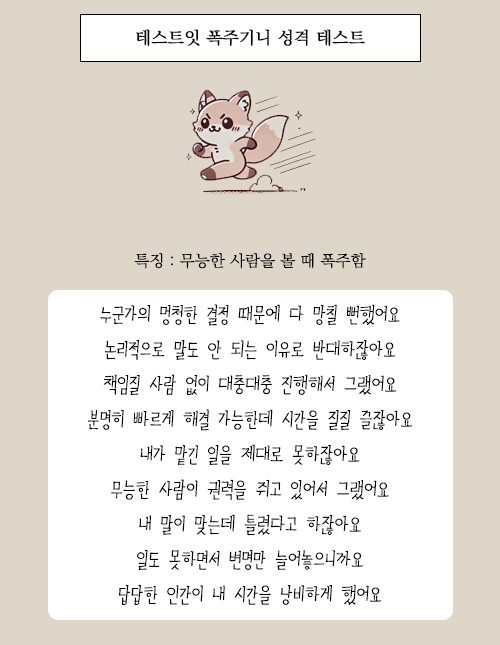 테스트잇 폭주기니 성격 테스트
특징 : 무능한 사람을 볼 때 폭주함
누군가의 멍청한 결정 때문에 다 망칠 뻔했어요
논리적으로 말도 안 되는 이유로 반대하잖아요
책임질 사람 없이 대충대충 진행해서 그랬어요
분명히 빠르게 해결 가능한데 시간을 질질 끌잖아요
내가 맡긴 일을 제대로 못하잖아요
무능한 사람이 권력을 쥐고 있어서 그랬어요
내 말이 맞는데 틀렸다고 하잖아요
일도 못하면서 변명만 늘어놓으니까요
답답한 인간이 내 시간을 낭비하게 했어요